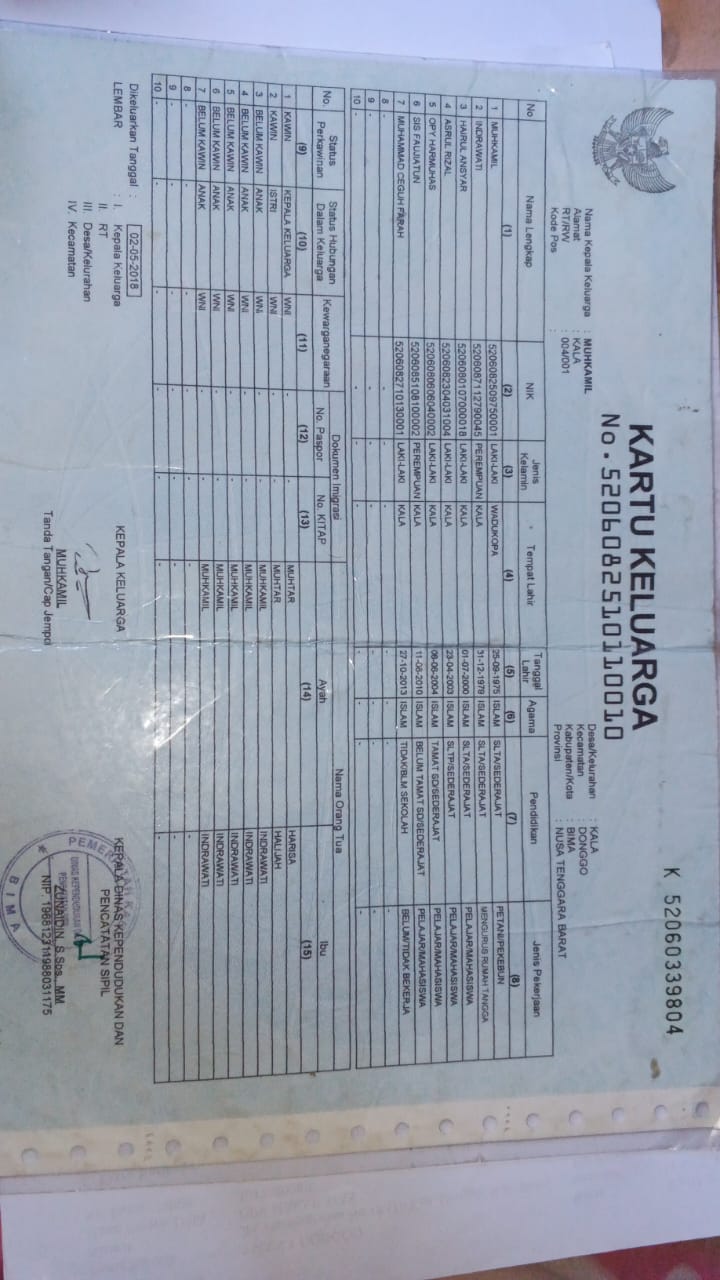 KARTU KELUARGA
No. 5206082510110010
K 52060339804
Nama Kepala Keluarga : MUHKAMIL
Alamat : KALA
RT/RW : 004/001
Kode Pos :
Desa/Kelurahan : KALA
Kecamatan : DONGGO
Kabupaten/Kota : BIMA
Provinsi : NUSA TENGGARA BARAT
No Nama Lengkap NIK Jenis Kelamin Tempat Lahir Tanggal Lahir Agama Pendidikan Jenis Pekerjaan
(1) (2) (3) (4) (5) (6) (7) (8)
1 MUHKAMIL 5206082509750001 LAKI-LAKI WADUKOPA 25-09-1975 ISLAM SLTA/SEDERAJAT PETANI/PEKEBUN
2 INDRAWATI 5206087112790045 PEREMPUAN KALA 31-12-1979 ISLAM SLTA/SEDERAJAT MENGURUS RUMAH TANGGA
3 HAIRUL ANSYAR 5206080107000018 LAKI-LAKI KALA 01-07-2000 ISLAM SLTA/SEDERAJAT PELAJAR/MAHASISWA
4 ASRUL RIZAL 5206082304031004 LAKI-LAKI KALA 23-04-2003 ISLAM SLTP/SEDERAJAT PELAJAR/MAHASISWA
5 OPY HARMUHAS 5206080606040002 LAKI-LAKI KALA 06-06-2004 ISLAM TAMAT SD/SEDERAJAT PELAJAR/MAHASISWA
6 SIS FAUJIATUN 5206085108100002 PEREMPUAN KALA 11-08-2010 ISLAM BELUM TAMAT SD/SEDERAJAT PELAJAR/MAHASISWA
7 MUHAMMAD CEGUH FARAH 5206082710130001 LAKI-LAKI KALA 27-10-2013 ISLAM TIDAK/BLM SEKOLAH BELUM/TIDAK BEKERJA
8 - - - - - - - -
9 - - - - - - - -
10 - - - - - - - -
No. Status Perkawinan Status Hubungan Dalam Keluarga Kewarganegaraan Dokumen Imigrasi Nama Orang Tua
No. Paspor No. KITAP Ayah Ibu
(9) (10) (11) (12) (13) (14) (15)
1 KAWIN KEPALA KELUARGA WNI MUHTAR HARISA
2 KAWIN ISTRI WNI MUHTAR HALIJAH
3 BELUM KAWIN ANAK WNI MUHKAMIL INDRAWATI
4 BELUM KAWIN ANAK WNI MUHKAMIL INDRAWATI
5 BELUM KAWIN ANAK WNI MUHKAMIL INDRAWATI
6 BELUM KAWIN ANAK WNI MUHKAMIL INDRAWATI
7 BELUM KAWIN ANAK WNI MUHKAMIL INDRAWATI
8 - - - - - - -
9 - - - - - - -
10 - - - - - - -
Dikeluarkan Tanggal : 02-05-2018
LEMBAR : I. Kepala Keluarga
II. RT
III. Desa/Kelurahan
IV. Kecamatan
KEPALA KELUARGA
MUHKAMIL
Tanda Tangan/Cap Jempol
KEPALA DINAS KEPENDUDUKAN DAN
PENCATATAN SIPIL
ZUNAIDIN, S.Sos. MM
NIP. 196812311988031175
BIMA